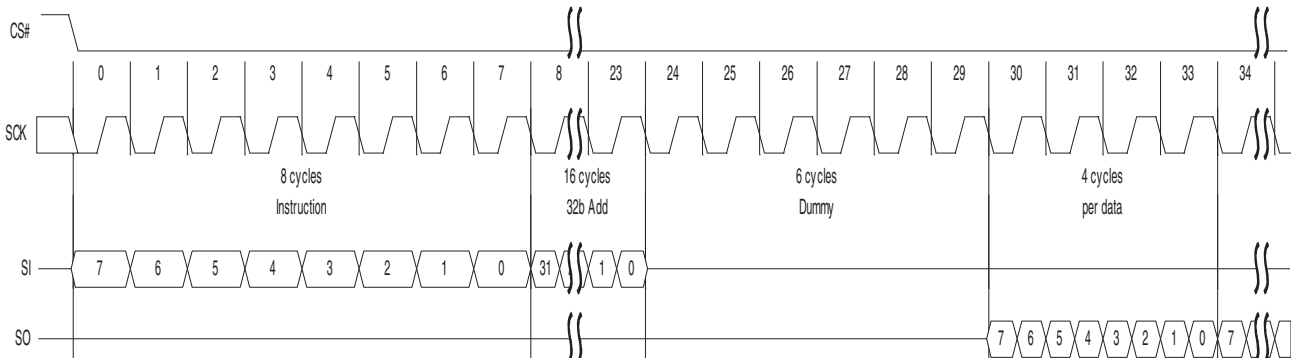 CS#
0 1 2 3 4 5 6 7 8 23 24 25 26 27 28 29 30 31 32 33 34
SCK
8 cycles 16 cycles 6 cycles 4 cycles
Instruction 32b Add Dummy per data
SI 7 6 5 4 3 2 1 0 31 1 0
SO 7 6 5 4 3 2 1 0 7